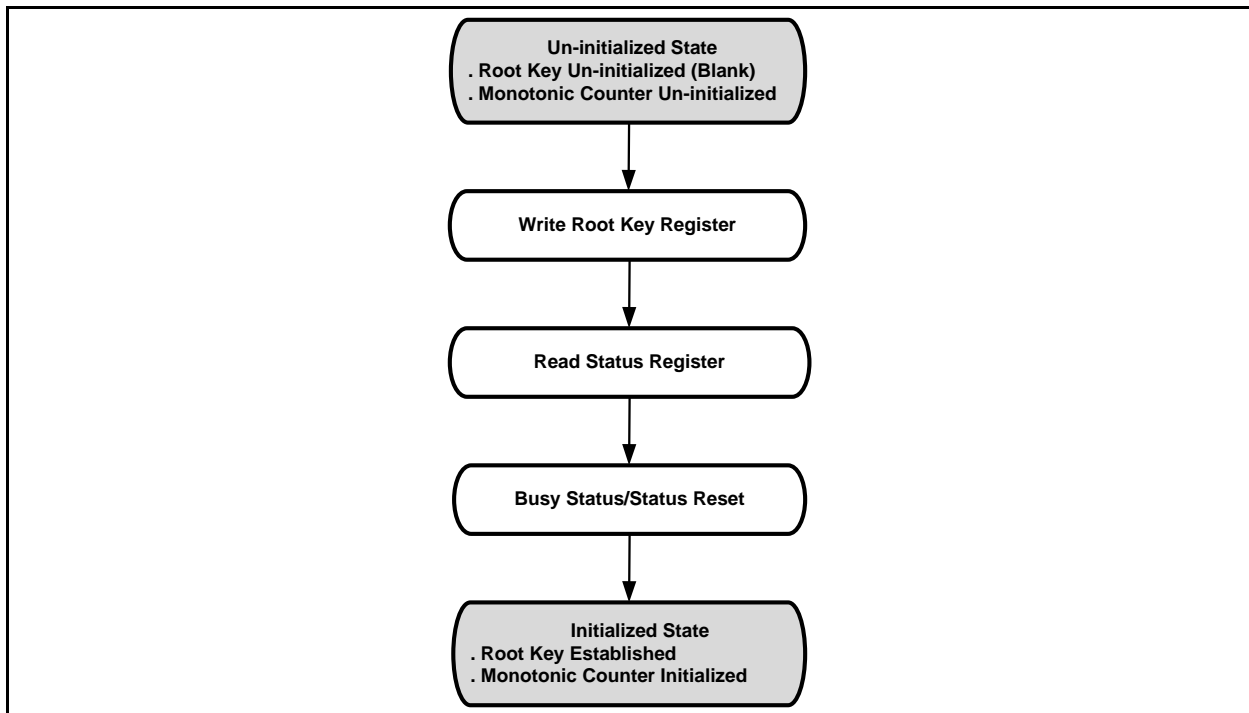 Un-initialized State
. Root Key Un-initialized (Blank)
. Monotonic Counter Un-initialized
Write Root Key Register
Read Status Register
Busy Status/Status Reset
Initialized State
. Root Key Established
. Monotonic Counter Initialized